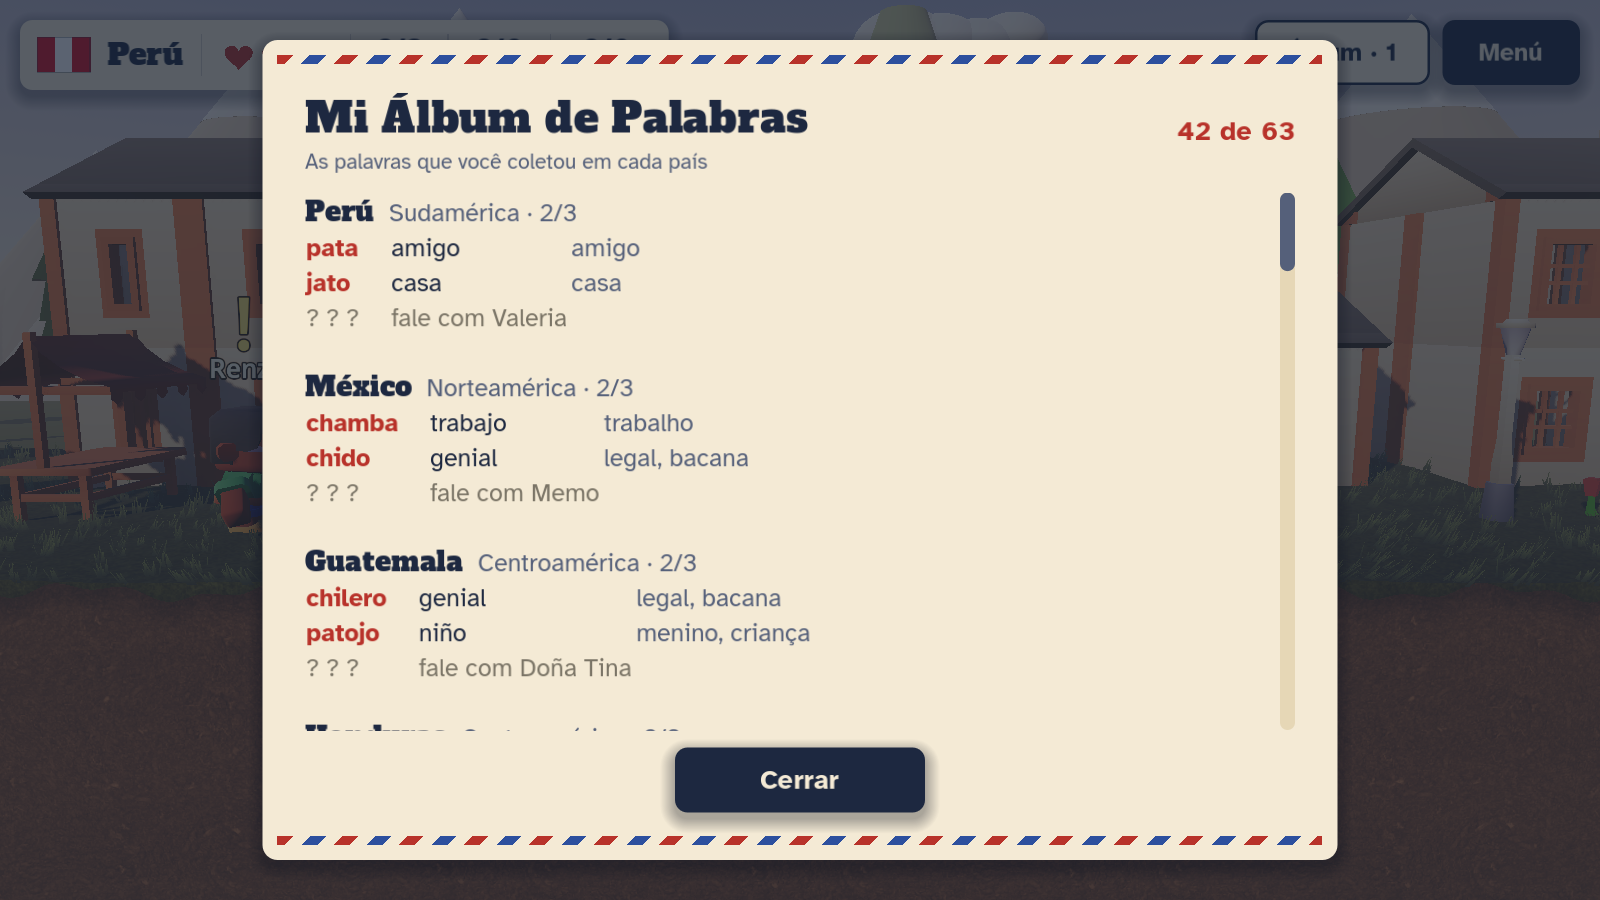 Perú
Menú
Mi Álbum de Palabras
42 de 63
As palavras que você coletou em cada país
Perú Sudamérica · 2/3
pata amigo amigo
jato casa casa
? ? ? fale com Valeria
México Norteamérica · 2/3
chamba trabajo trabalho
chido genial legal, bacana
? ? ? fale com Memo
Guatemala Centroamérica · 2/3
chilero genial legal, bacana
patojo niño menino, criança
? ? ? fale com Doña Tina
Cerrar